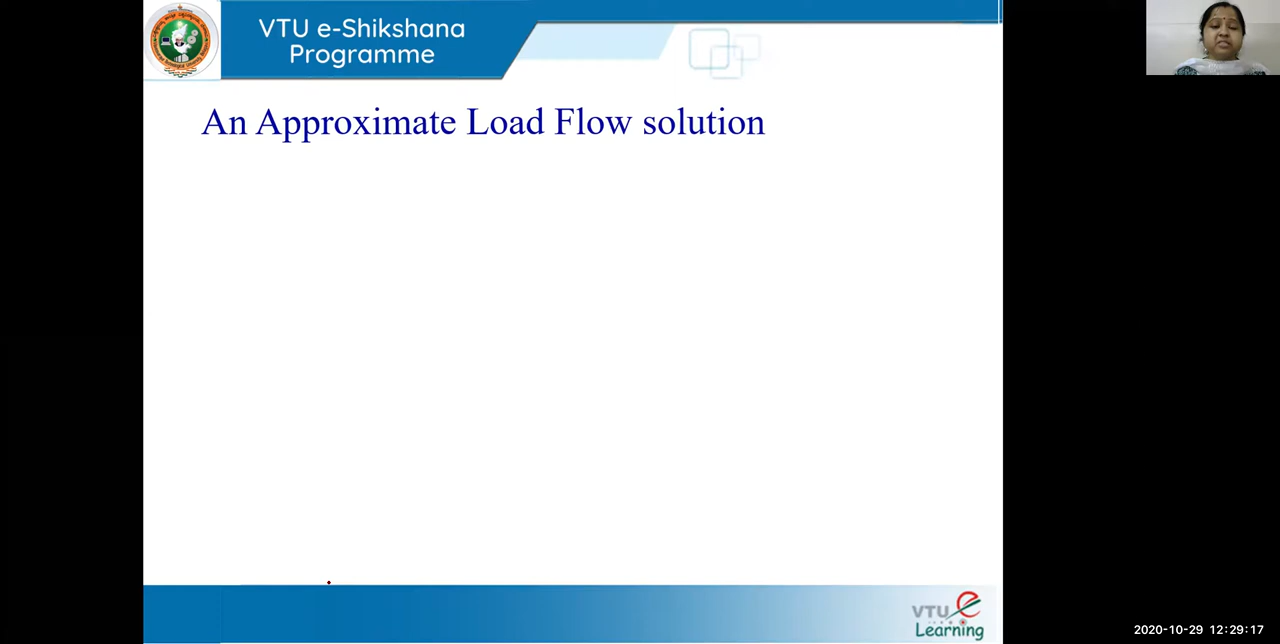 VTU e-Shikshana
Programme
An Approximate Load Flow solution
VTU e
Learning
2020-10-29 12:29:17